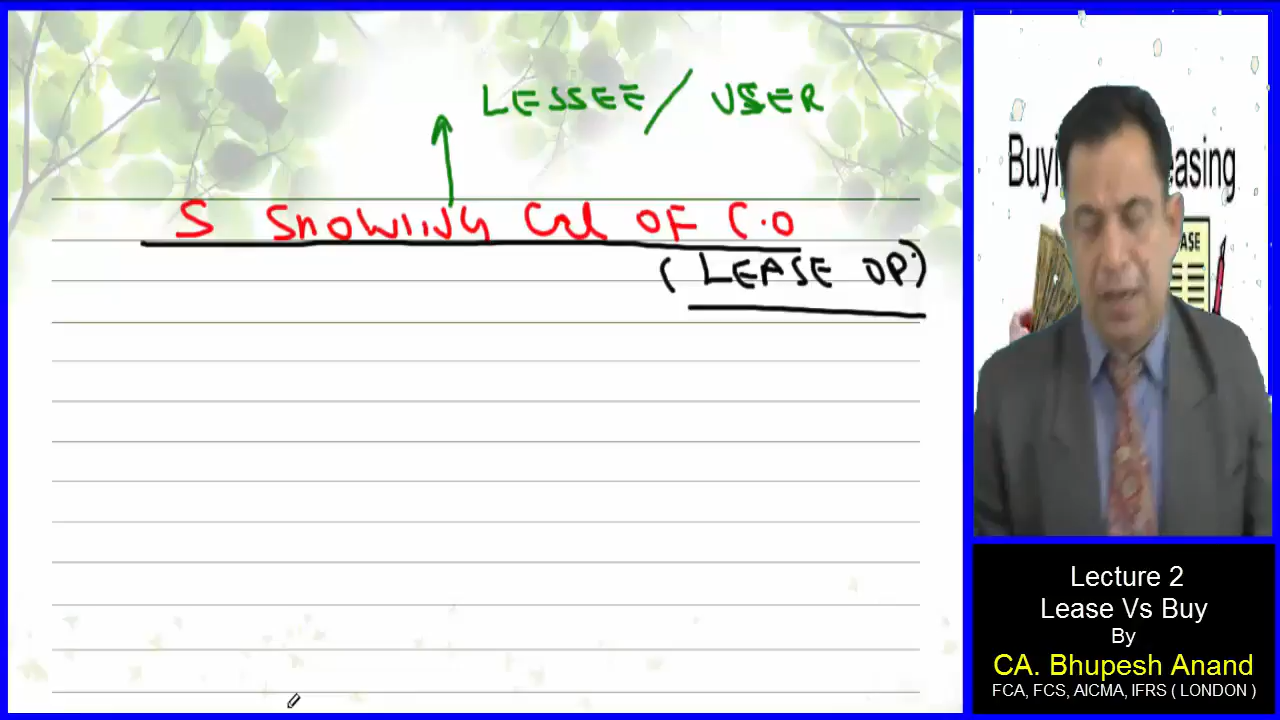 LESSEE / USER
S Showing Cal OF C.O
( LEASE OP )
Buyi easing
ASE
Lecture 2
Lease Vs Buy
By
CA. Bhupesh Anand
FCA, FCS, AICMA, IFRS ( LONDON )